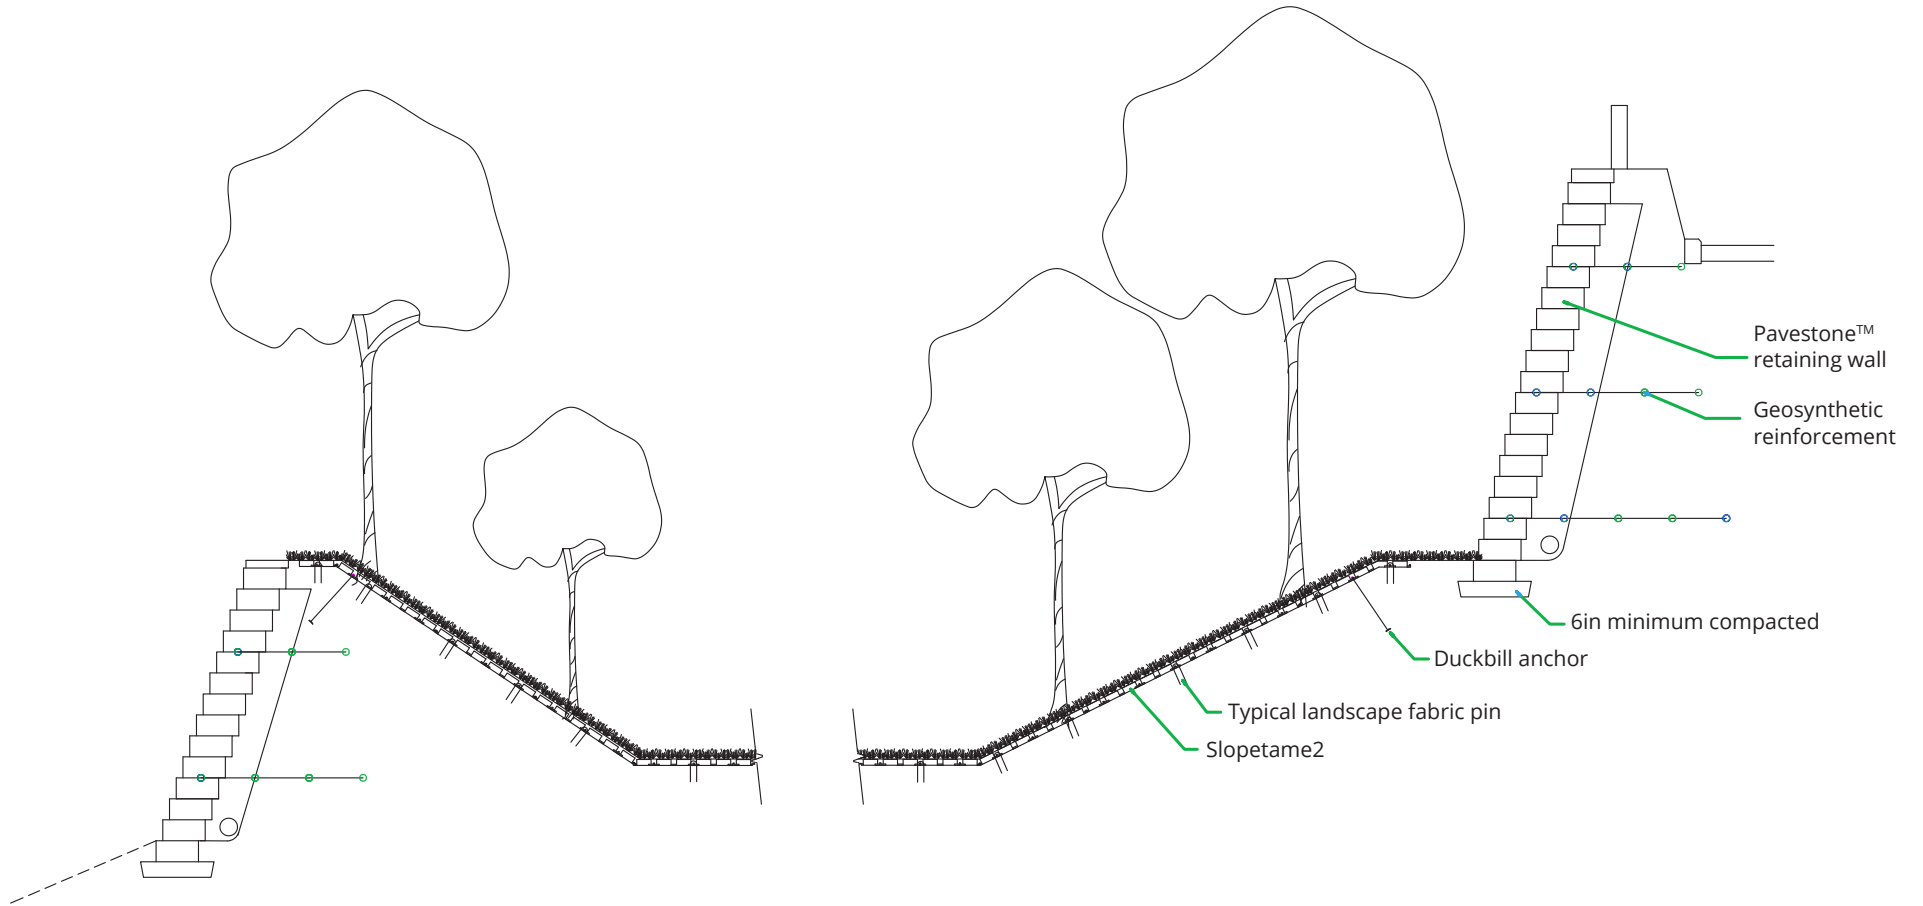 Pavestone™
retaining wall
Geosynthetic
reinforcement
6in minimum compacted
Duckbill anchor
Typical landscape fabric pin
Slopetame2